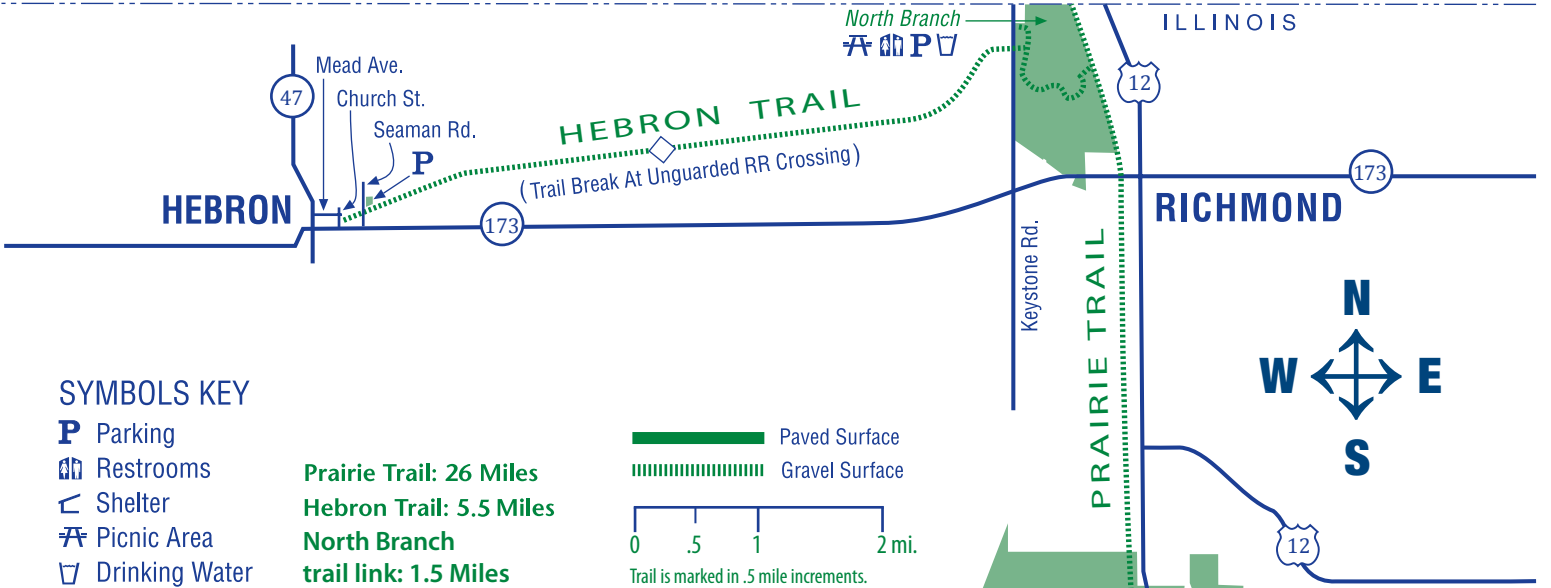 North Branch
P
ILLINOIS
47
Mead Ave.
Church St.
Seaman Rd.
P
HEBRON TRAIL
( Trail Break At Unguarded RR Crossing )
12
173
HEBRON
173
RICHMOND
Keystone Rd.
PRAIRIE TRAIL
N
W E
S
12
SYMBOLS KEY
P Parking
Restrooms
Shelter
Picnic Area
Drinking Water
Prairie Trail: 26 Miles
Hebron Trail: 5.5 Miles
North Branch
trail link: 1.5 Miles
Paved Surface
Gravel Surface
0 .5 1 2 mi.
Trail is marked in .5 mile increments.